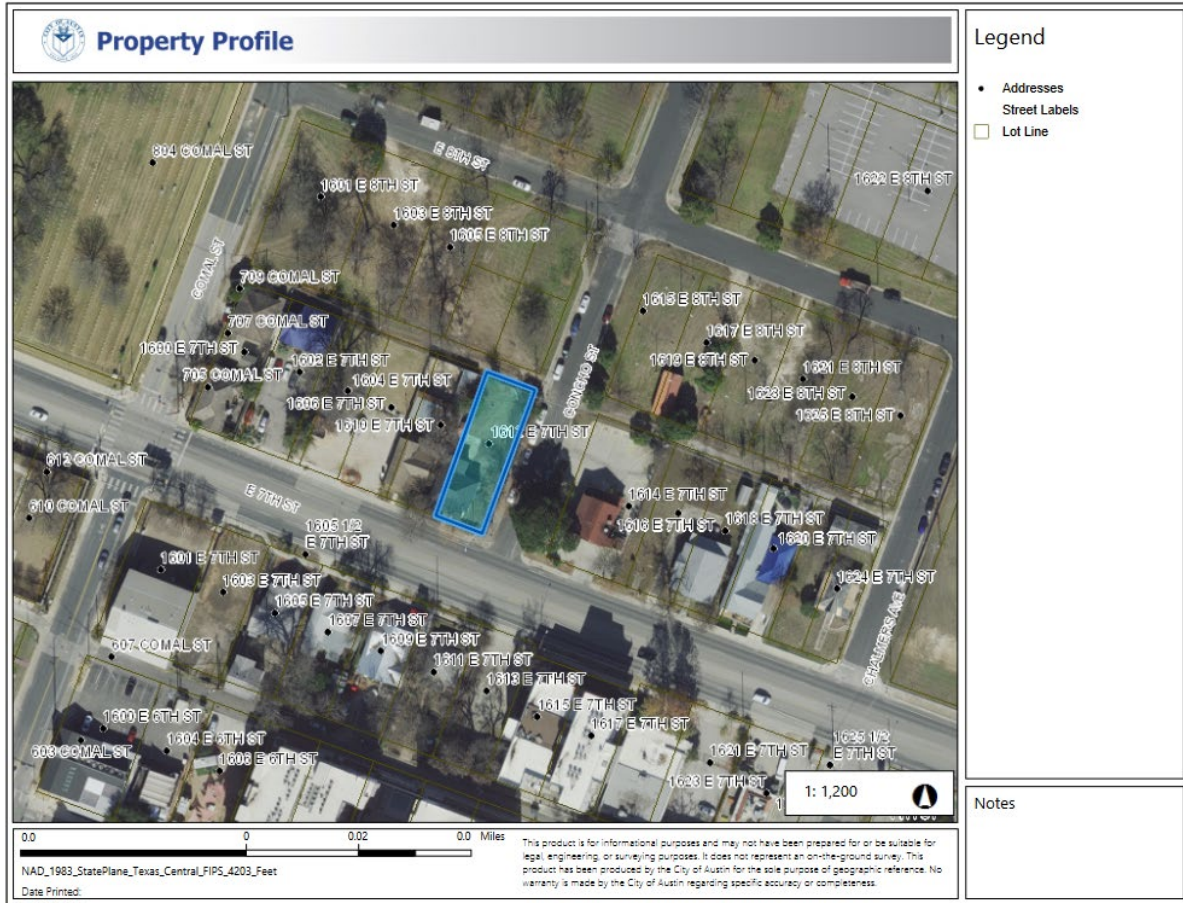 Property Profile
Legend
Addresses
Street Labels
Lot Line
804 COMAL ST
E 8TH ST
1622 E 8TH ST
1601 E 8TH ST
1603 E 8TH ST
1605 E 8TH ST
COMAL ST
709 COMAL ST
707 COMAL ST
1600 E 7TH ST
705 COMAL ST
1602 E 7TH ST
1604 E 7TH ST
1606 E 7TH ST
1610 E 7TH ST
1612 E 7TH ST
CONCHO ST
1615 E 8TH ST
1617 E 8TH ST
1619 E 8TH ST
1621 E 8TH ST
1623 E 8TH ST
1625 E 8TH ST
612 COMAL ST
610 COMAL ST
E 7TH ST
1605 1/2
E 7TH ST
1614 E 7TH ST
1616 E 7TH ST
1618 E 7TH ST
1620 E 7TH ST
1624 E 7TH ST
CHALMERS AVE
1601 E 7TH ST
1603 E 7TH ST
1605 E 7TH ST
1607 E 7TH ST
1609 E 7TH ST
1611 E 7TH ST
1613 E 7TH ST
1615 E 7TH ST
1617 E 7TH ST
607 COMAL ST
1600 E 6TH ST
603 COMAL ST
1604 E 6TH ST
1606 E 6TH ST
1621 E 7TH ST
1623 E 7TH ST
1625 1/2
E 7TH ST
1: 1,200
Notes
0.0 0 0.02 0.0 Miles
NAD_1983_StatePlane_Texas_Central_FIPS_4203_Feet
Date Printed:
This product is for informational purposes and may not have been prepared for or be suitable for
legal, engineering, or surveying purposes. It does not represent an on-the-ground survey. This
product has been produced by the City of Austin for the sole purpose of geographic reference. No
warranty is made by the City of Austin regarding specific accuracy or completeness.